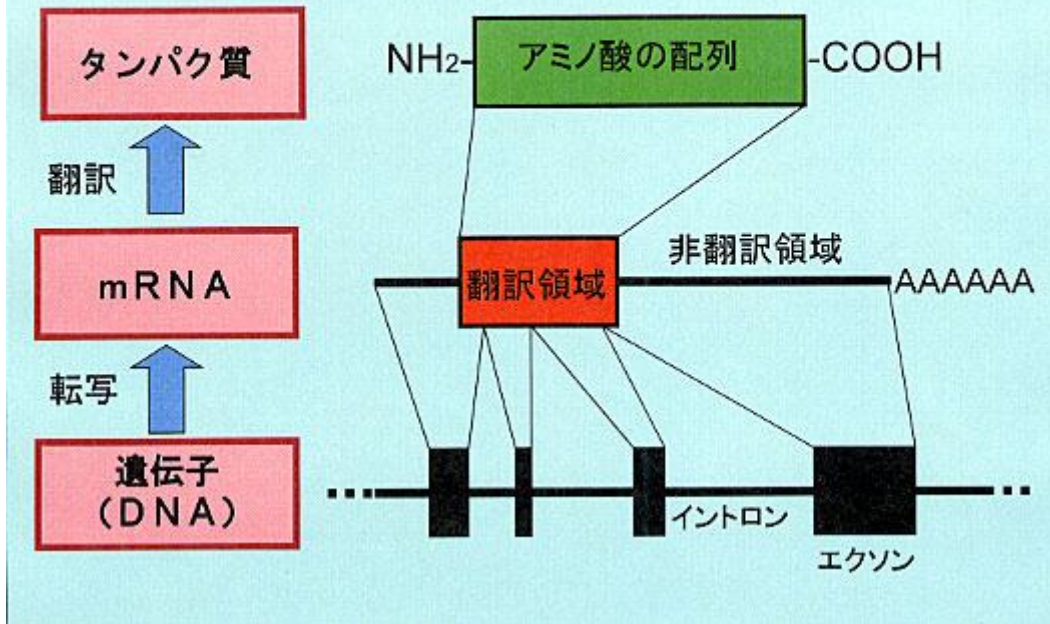 タンパク質
NH2-
アミノ酸の配列
-COOH
翻訳
mRNA
翻訳領域
非翻訳領域
AAAAAA
転写
遺伝子
(DNA)
イントロン
エクソン